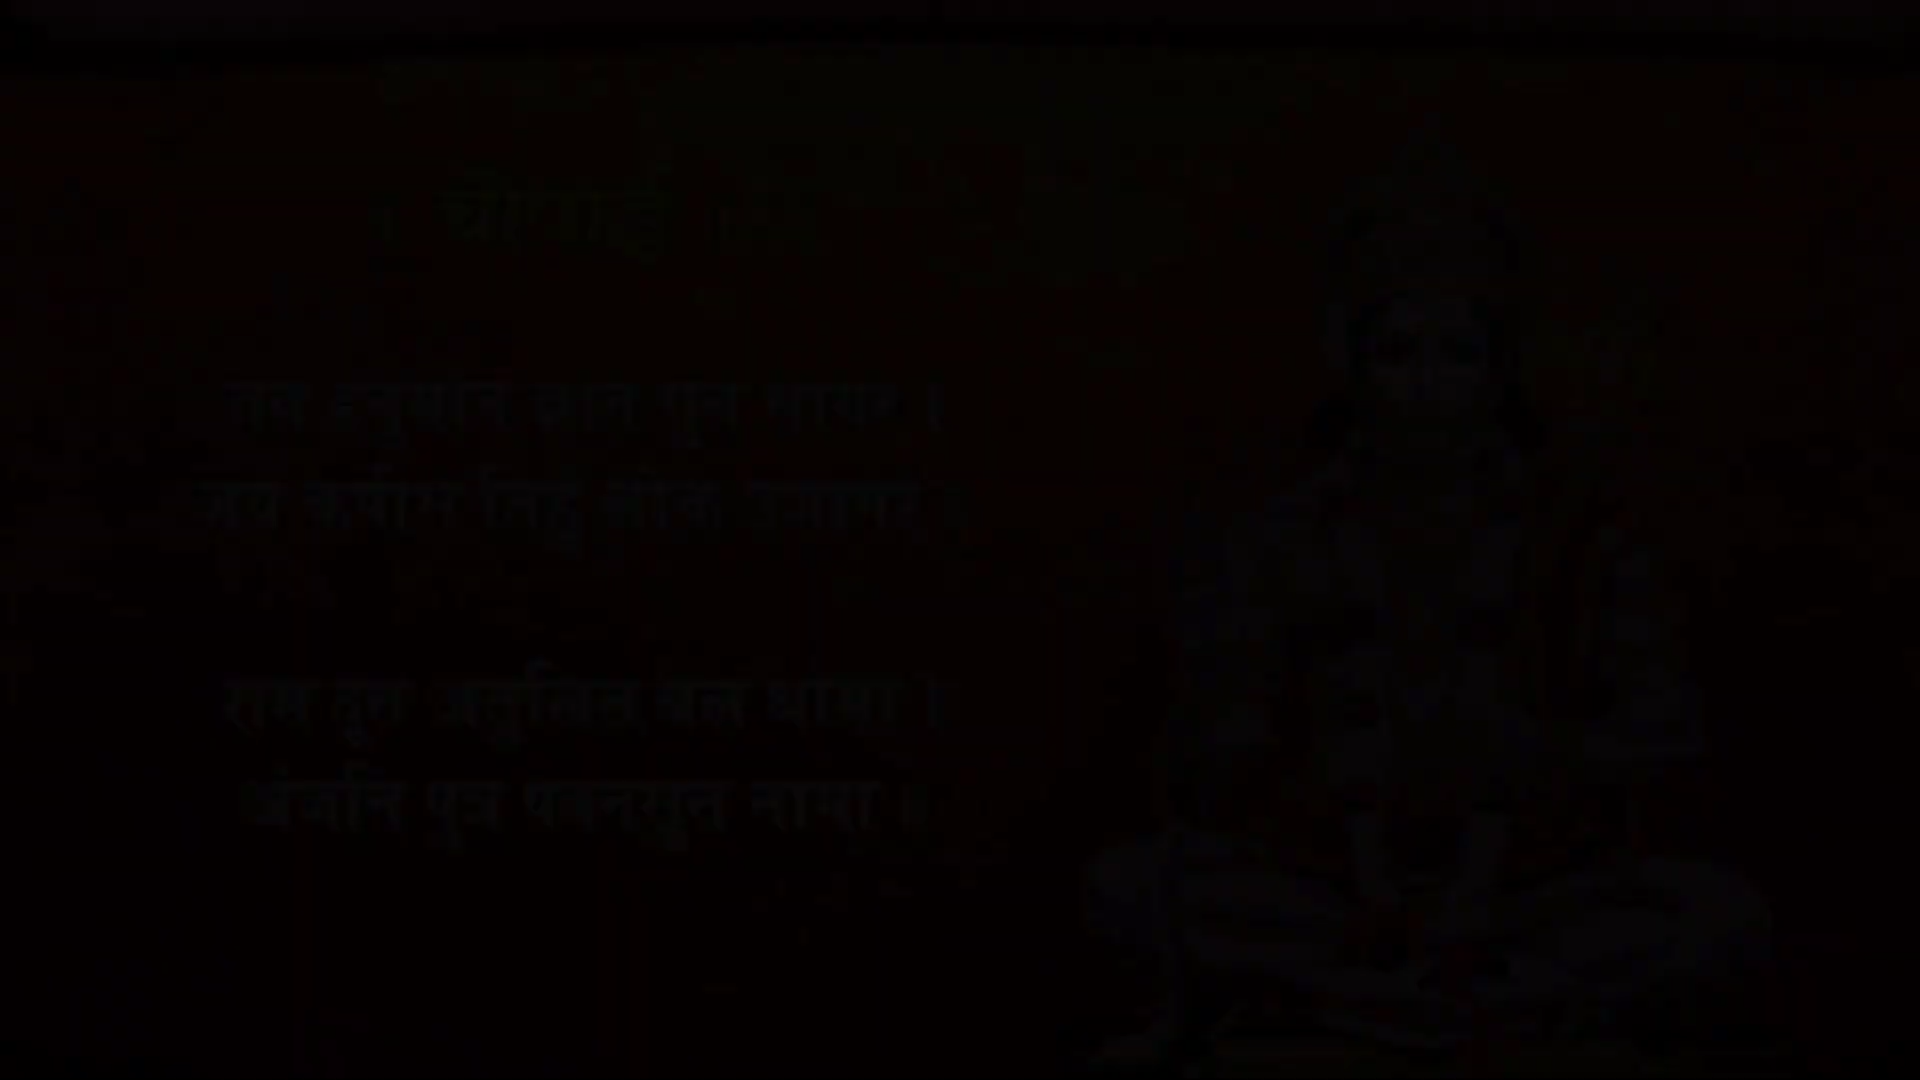 । चौपाई ।
जय हनुमान ज्ञान गुन सागर ।
जय कपीस तिहुँ लोक उजागर ॥
राम दूत अतुलित बल धामा ।
अंजनि पुत्र पवनसुत नामा ॥